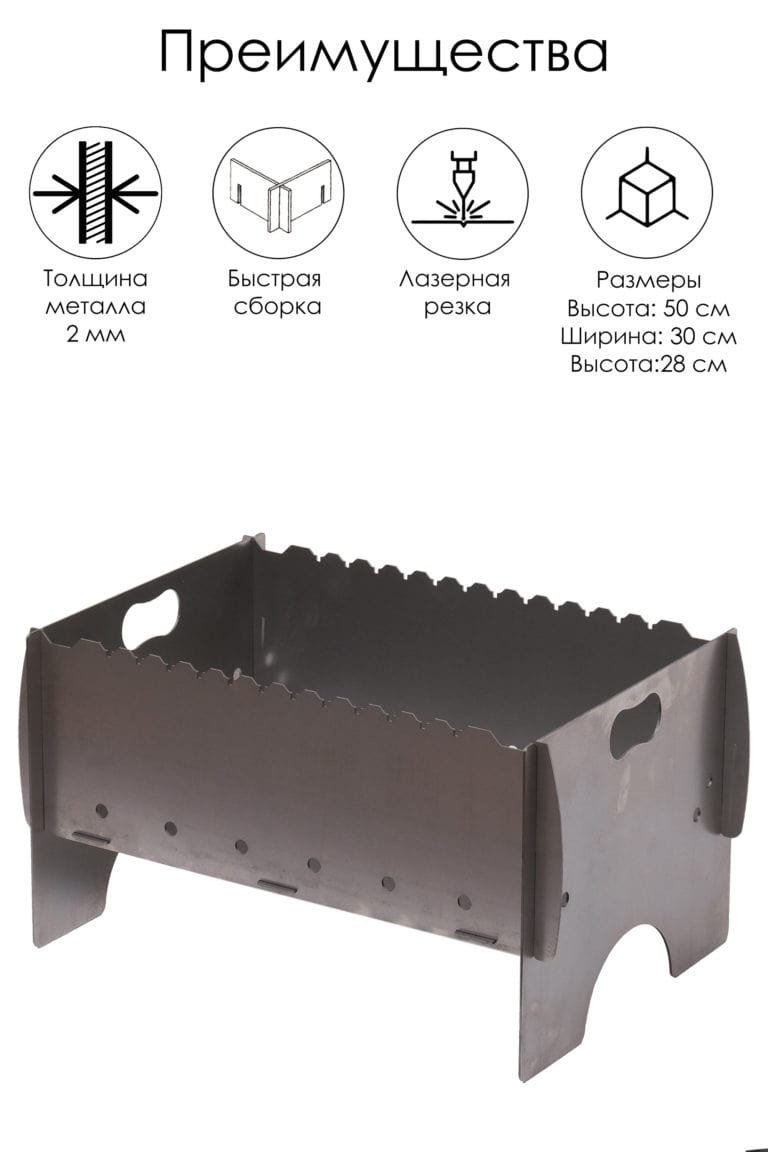 Преимущества
Толщина
металла
2 мм
Быстрая
сборка
Лазерная
резка
Размеры
Высота: 50 см
Ширина: 30 см
Высота:28 см